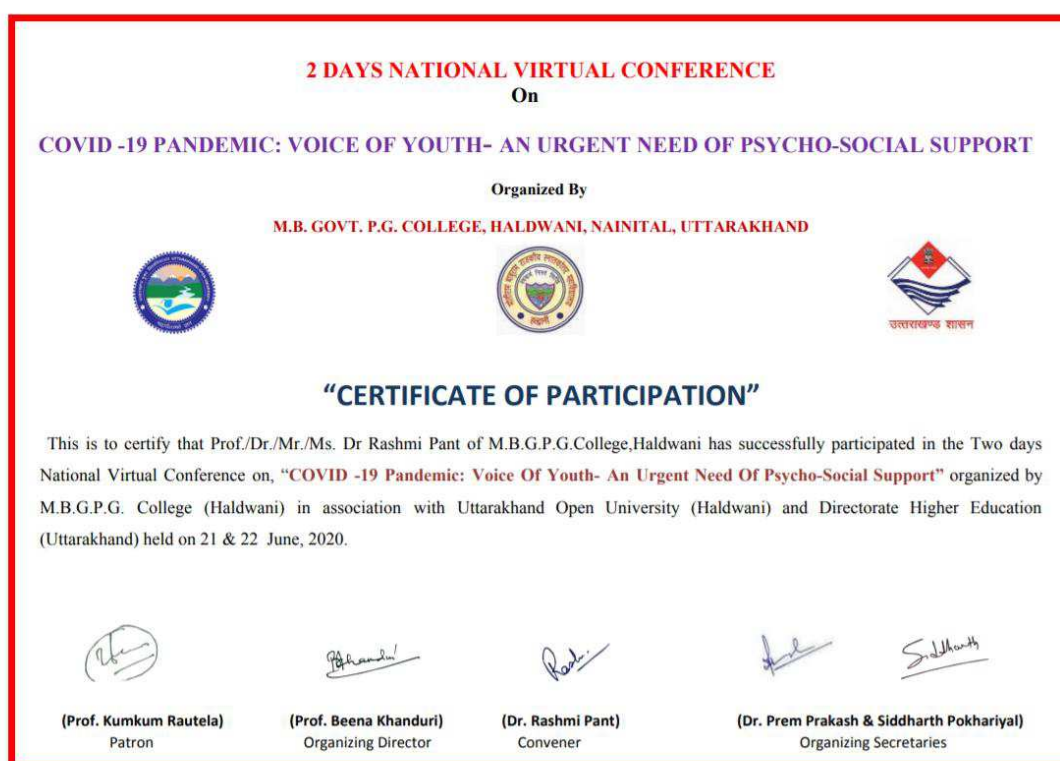 2 DAYS NATIONAL VIRTUAL CONFERENCE
On
COVID -19 PANDEMIC: VOICE OF YOUTH- AN URGENT NEED OF PSYCHO-SOCIAL SUPPORT
Organized By
M.B. GOVT. P.G. COLLEGE, HALDWANI, NAINITAL, UTTARAKHAND
उत्तराखण्ड शासन
“CERTIFICATE OF PARTICIPATION”
This is to certify that Prof./Dr./Mr./Ms. Dr Rashmi Pant of M.B.G.P.G.College,Haldwani has successfully participated in the Two days
National Virtual Conference on, “COVID -19 Pandemic: Voice Of Youth- An Urgent Need Of Psycho-Social Support” organized by
M.B.G.P.G. College (Haldwani) in association with Uttarakhand Open University (Haldwani) and Directorate Higher Education
(Uttarakhand) held on 21 & 22 June, 2020.
Siddharth
(Prof. Kumkum Rautela) (Prof. Beena Khanduri) (Dr. Rashmi Pant) (Dr. Prem Prakash & Siddharth Pokhariyal)
Patron Organizing Director Convener Organizing Secretaries